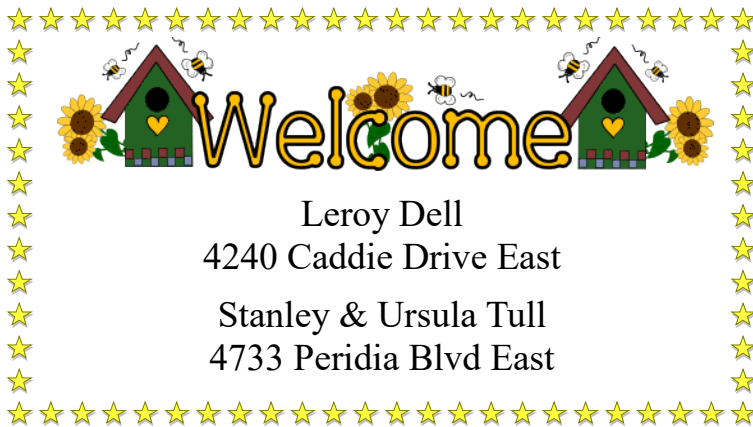 Welcome
Leroy Dell
4240 Caddie Drive East
Stanley & Ursula Tull
4733 Peridia Blvd East